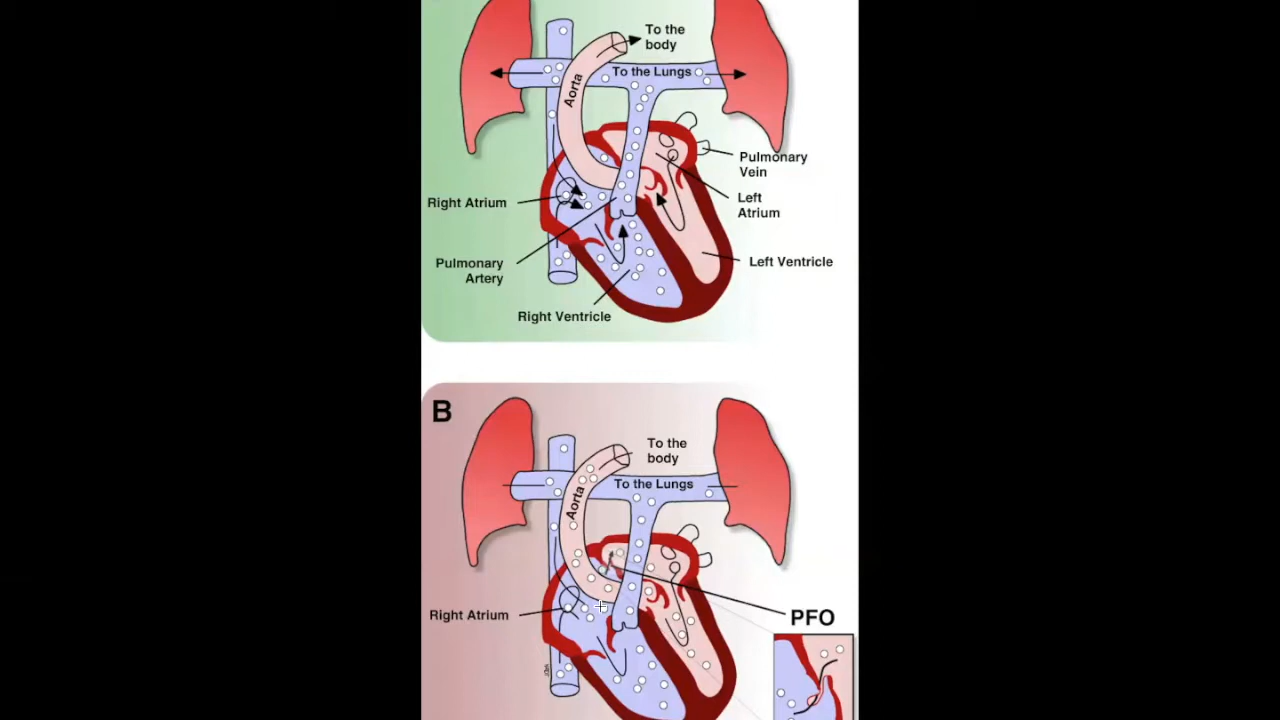 To the
body
To the Lungs
Aorta
Pulmonary
Vein
Left
Atrium
Right Atrium
Pulmonary
Artery
Left Ventricle
Right Ventricle
B
To the
body
To the Lungs
Aorta
Right Atrium
PFO